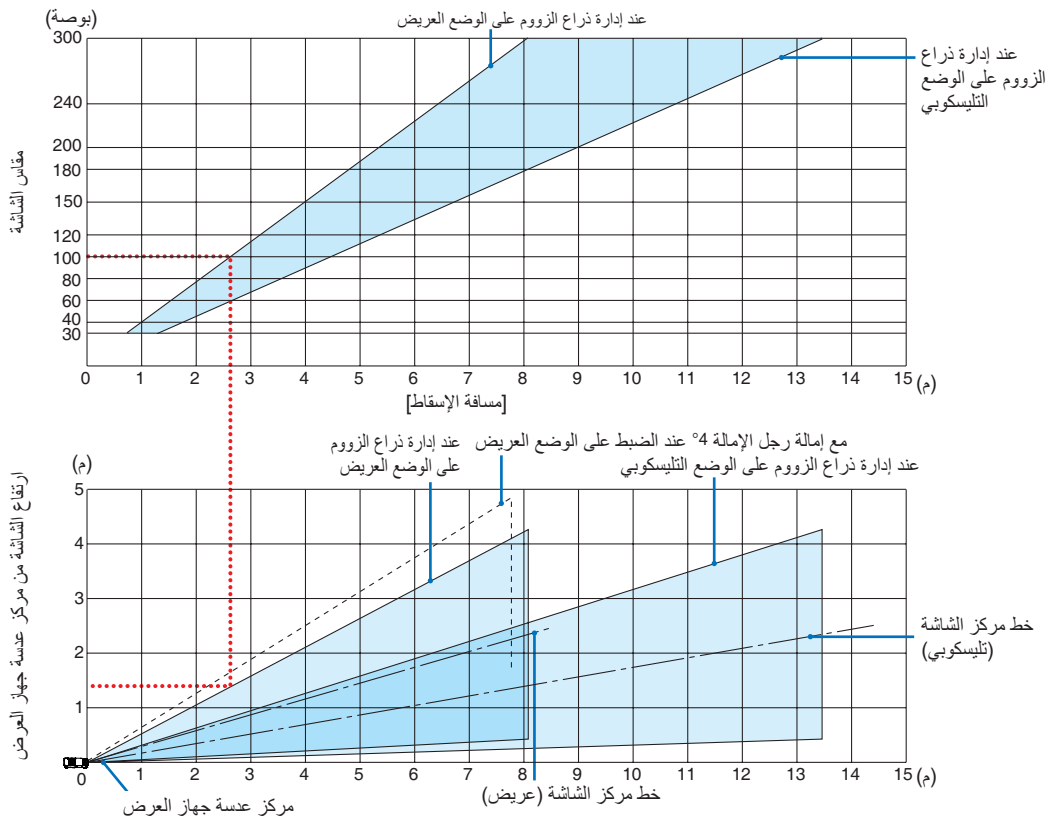 عند إدارة ذراع الزووم على الوضع العريض
(بوصة)
300
240
200
180
150
120
100
80
60
40
30
مقاس الشاشة
عند إدارة ذراع
الزووم على الوضع
التليسكوبي
0 1 2 3 4 5 6 7 8 9 10 11 12 13 14 15 (م)
[مسافة الإسقاط]
مع إمالة رجل الإمالة 4° عند الضبط على الوضع العريض
عند إدارة ذراع الزووم
على الوضع العريض
عند إدارة ذراع الزووم على الوضع التليسكوبي
(م)
5
4
3
2
1
ارتفاع الشاشة من مركز عدسة جهاز العرض
خط مركز الشاشة
(تليسكوبي)
0 1 2 3 4 5 6 7 8 9 10 11 12 13 14 15 (م)
خط مركز الشاشة (عريض)
مركز عدسة جهاز العرض